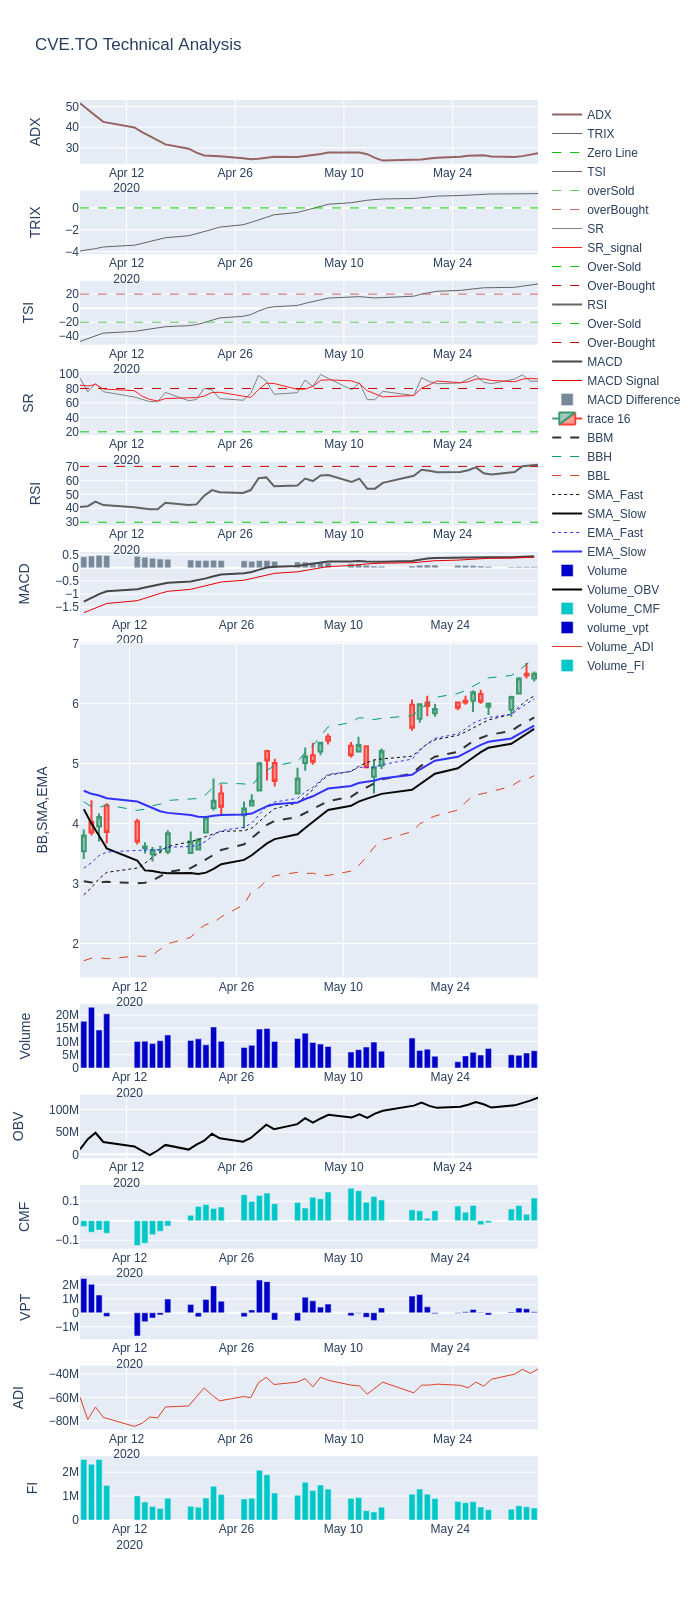 CVE.TO Technical Analysis
ADX
50
40
30
Apr 12
2020
Apr 26
May 10
May 24
TRIX
0
−2
−4
Apr 12
2020
Apr 26
May 10
May 24
TSI
20
0
−20
−40
Apr 12
2020
Apr 26
May 10
May 24
SR
100
80
60
40
20
Apr 12
2020
Apr 26
May 10
May 24
RSI
70
60
50
40
30
Apr 12
2020
Apr 26
May 10
May 24
MACD
0.5
0
−0.5
−1
−1.5
Apr 12
2020
Apr 26
May 10
May 24
BB,SMA,EMA
7
6
5
4
3
2
Apr 12
2020
Apr 26
May 10
May 24
Volume
20M
15M
10M
5M
0
Apr 12
2020
Apr 26
May 10
May 24
OBV
100M
50M
0
Apr 12
2020
Apr 26
May 10
May 24
CMF
0.1
0
−0.1
Apr 12
2020
Apr 26
May 10
May 24
VPT
2M
1M
0
−1M
Apr 12
2020
Apr 26
May 10
May 24
ADI
−40M
−60M
−80M
Apr 12
2020
Apr 26
May 10
May 24
FI
2M
1M
0
Apr 12
2020
Apr 26
May 10
May 24
ADX
TRIX
Zero Line
TSI
overSold
overBought
SR
SR_signal
Over-Sold
Over-Bought
RSI
Over-Sold
Over-Bought
MACD
MACD Signal
MACD Difference
trace 16
BBM
BBH
BBL
SMA_Fast
SMA_Slow
EMA_Fast
EMA_Slow
Volume
Volume_OBV
Volume_CMF
volume_vpt
Volume_ADI
Volume_FI